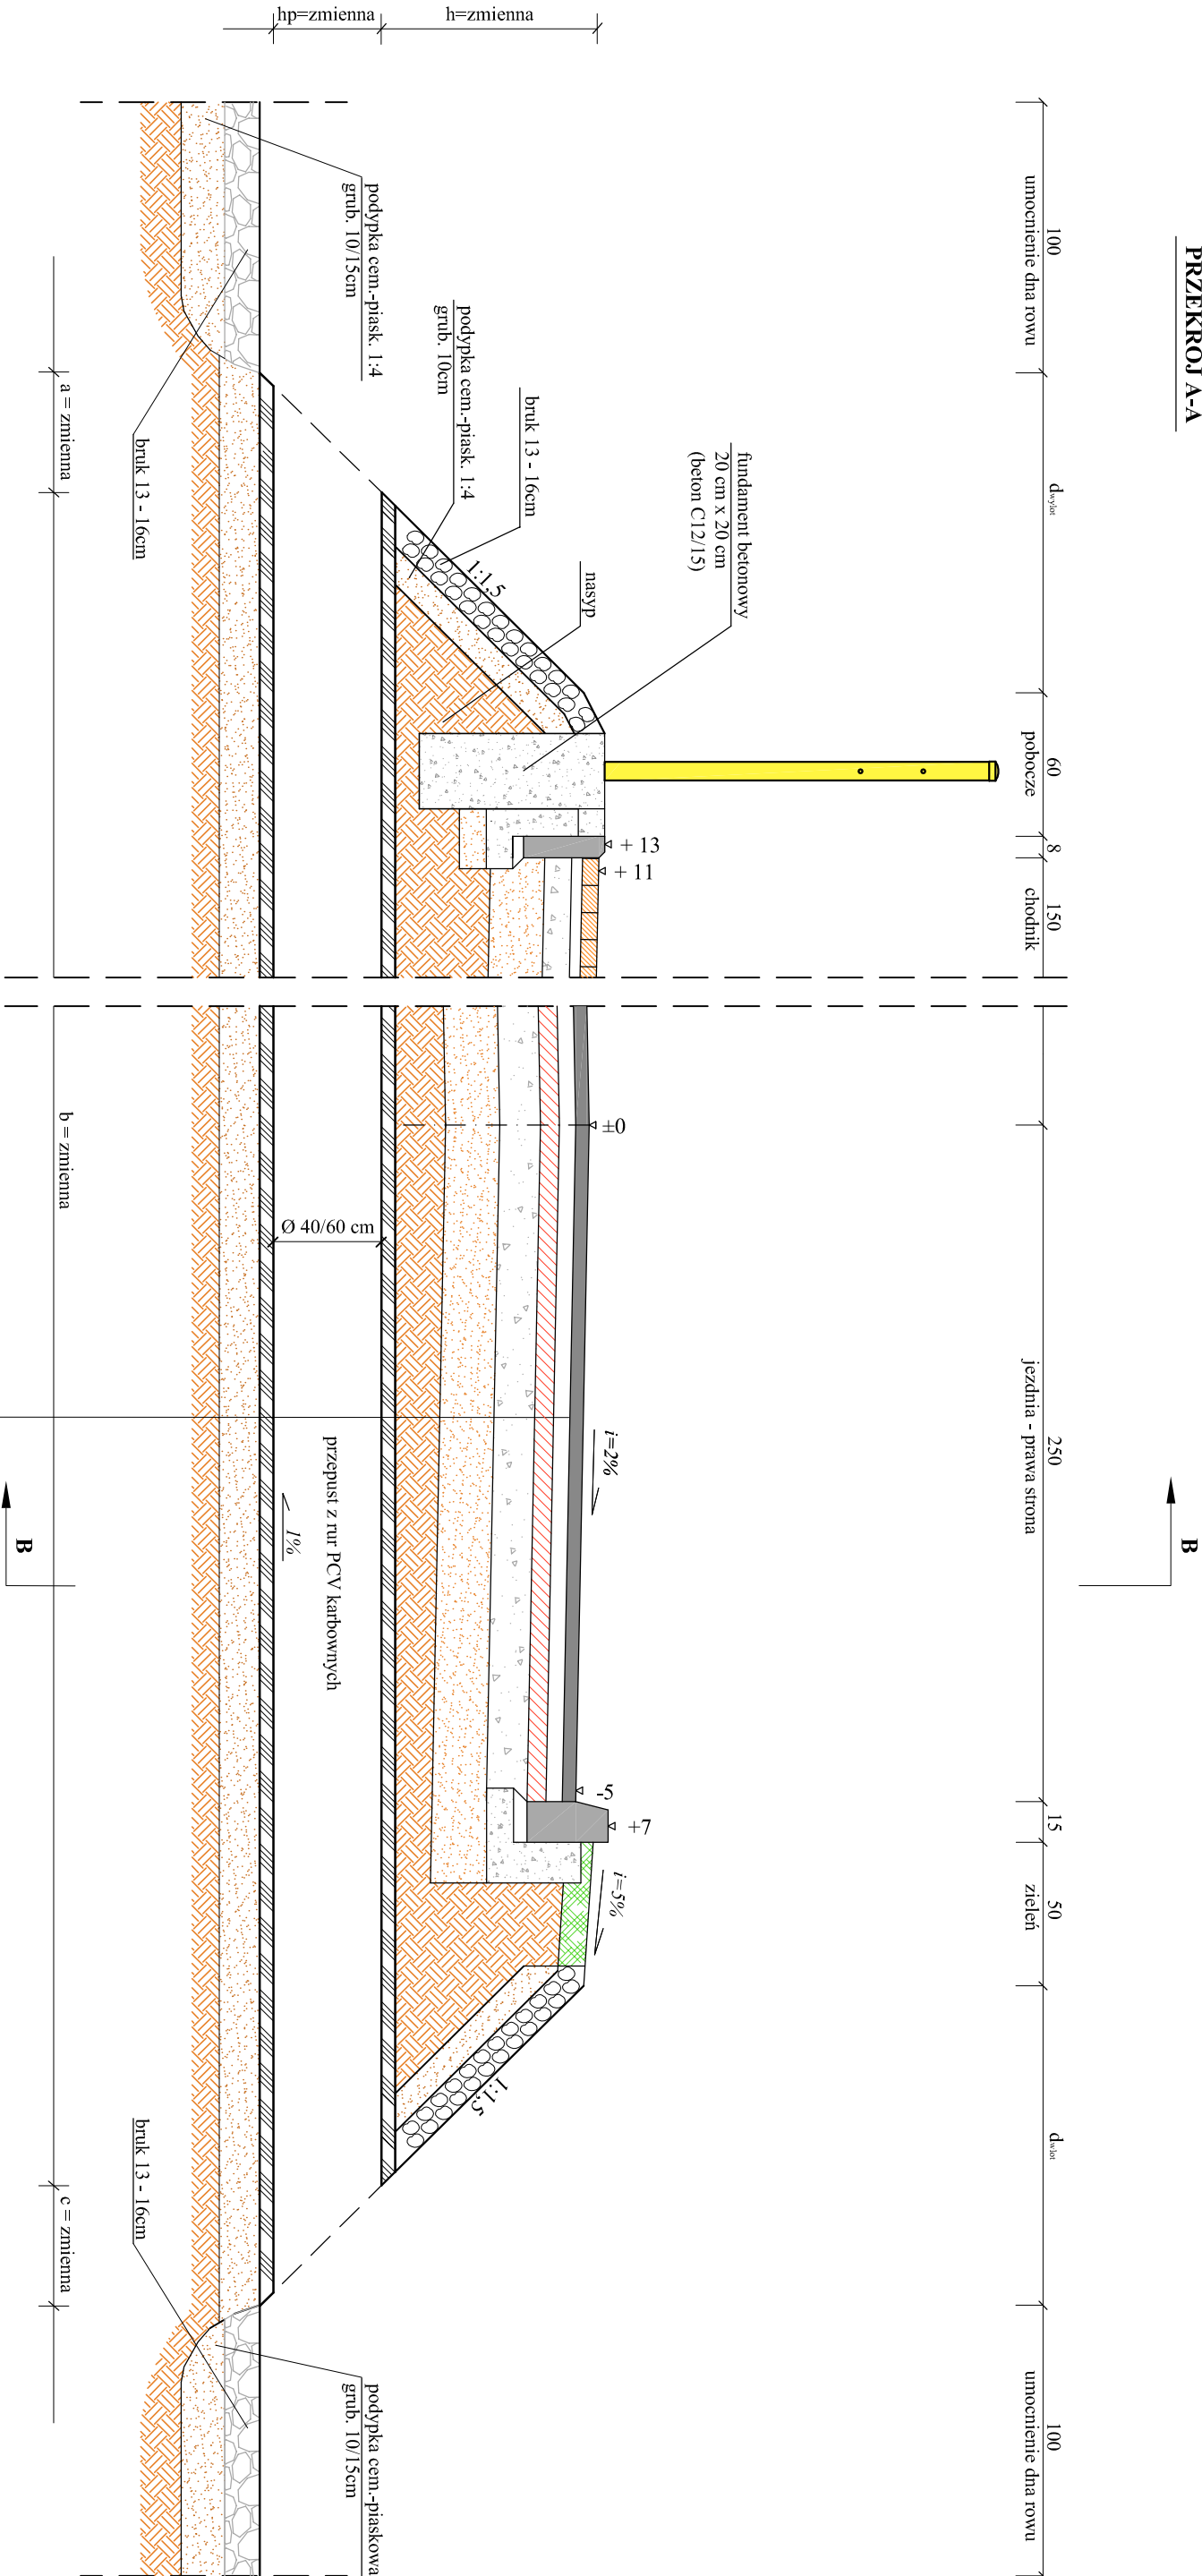 PRZEKRÓJ A-A
100
umocnienie dna rowu
dwylot
60
pobocze
8
150
chodnik
250
jezdnia - prawa strona
15
50
zieleń
dwlot
100
umocnienie dna rowu
B
fundament betonowy
20 cm x 20 cm
(beton C12/15)
nasyp
bruk 13 - 16cm
podypka cem.-piask. 1:4
grub. 10cm
podypka cem.-piask. 1:4
grub. 10/15cm
bruk 13 - 16cm
1:1,5
+ 13
+ 11
±0
i=2%
-5
+7
i=5%
1:1,5
h=zmienna
hp=zmienna
Ø 40/60 cm
przepust z rur PCV karbownych
1%
podypka cem.-piaskowa
grub. 10/15cm
bruk 13 - 16cm
a = zmienna
b = zmienna
c = zmienna
B